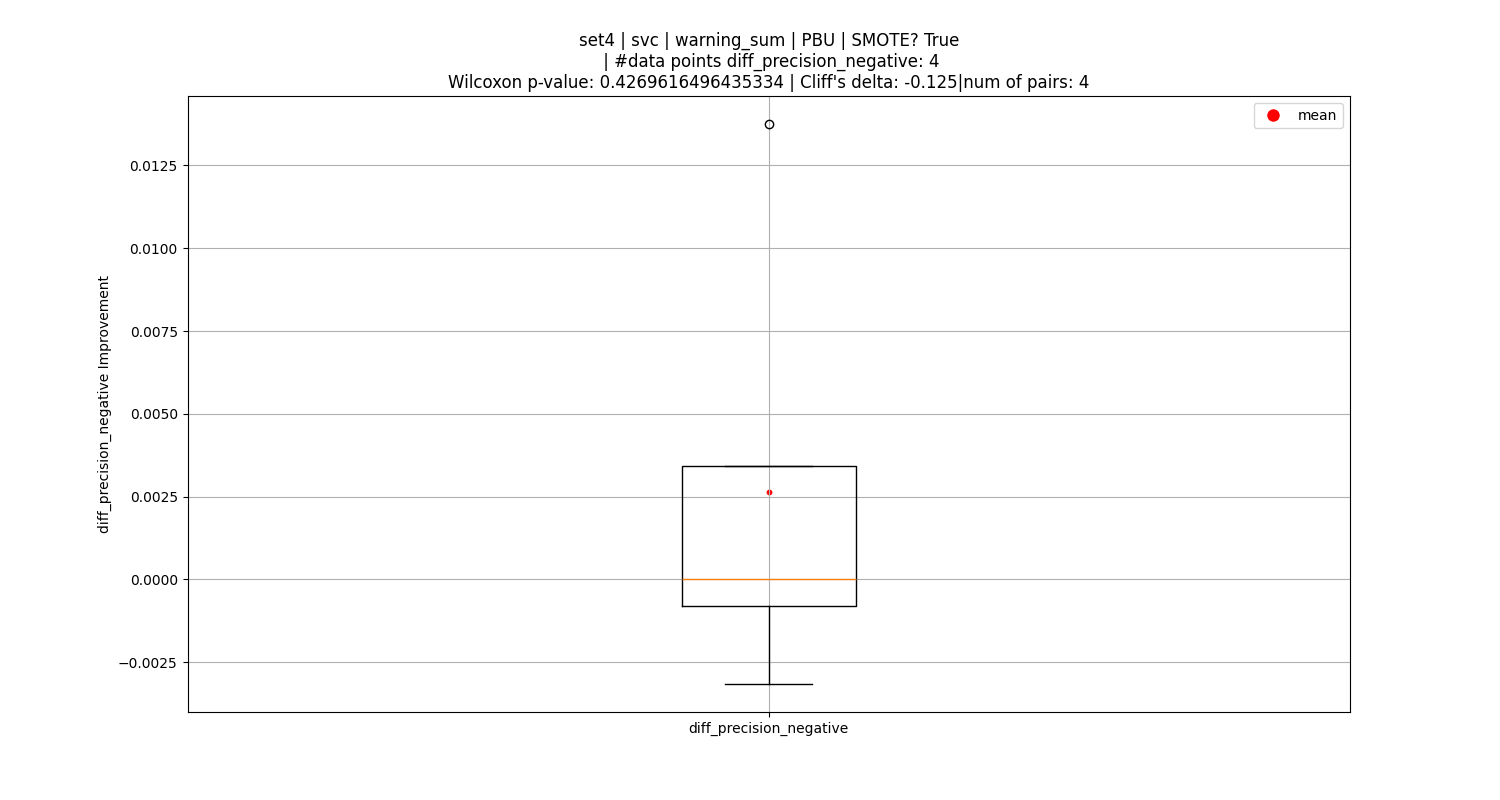 set4 | svc | warning_sum | PBU | SMOTE? True
| #data points diff_precision_negative: 4
Wilcoxon p-value: 0.4269616496435334 | Cliff's delta: -0.125|num of pairs: 4
mean
0.0125
0.0100
0.0075
0.0050
0.0025
0.0000
−0.0025
diff_precision_negative Improvement
diff_precision_negative